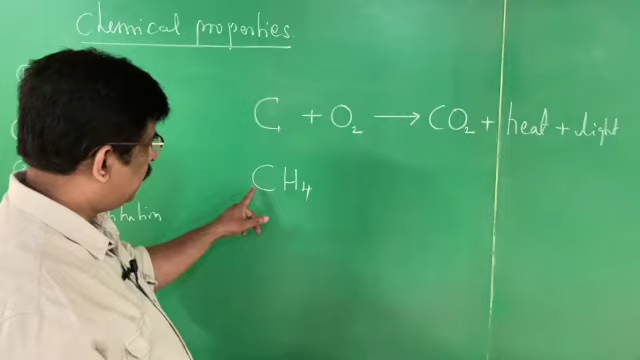 Chemical properties
C + O₂ → CO₂ + heat + light
CH₄